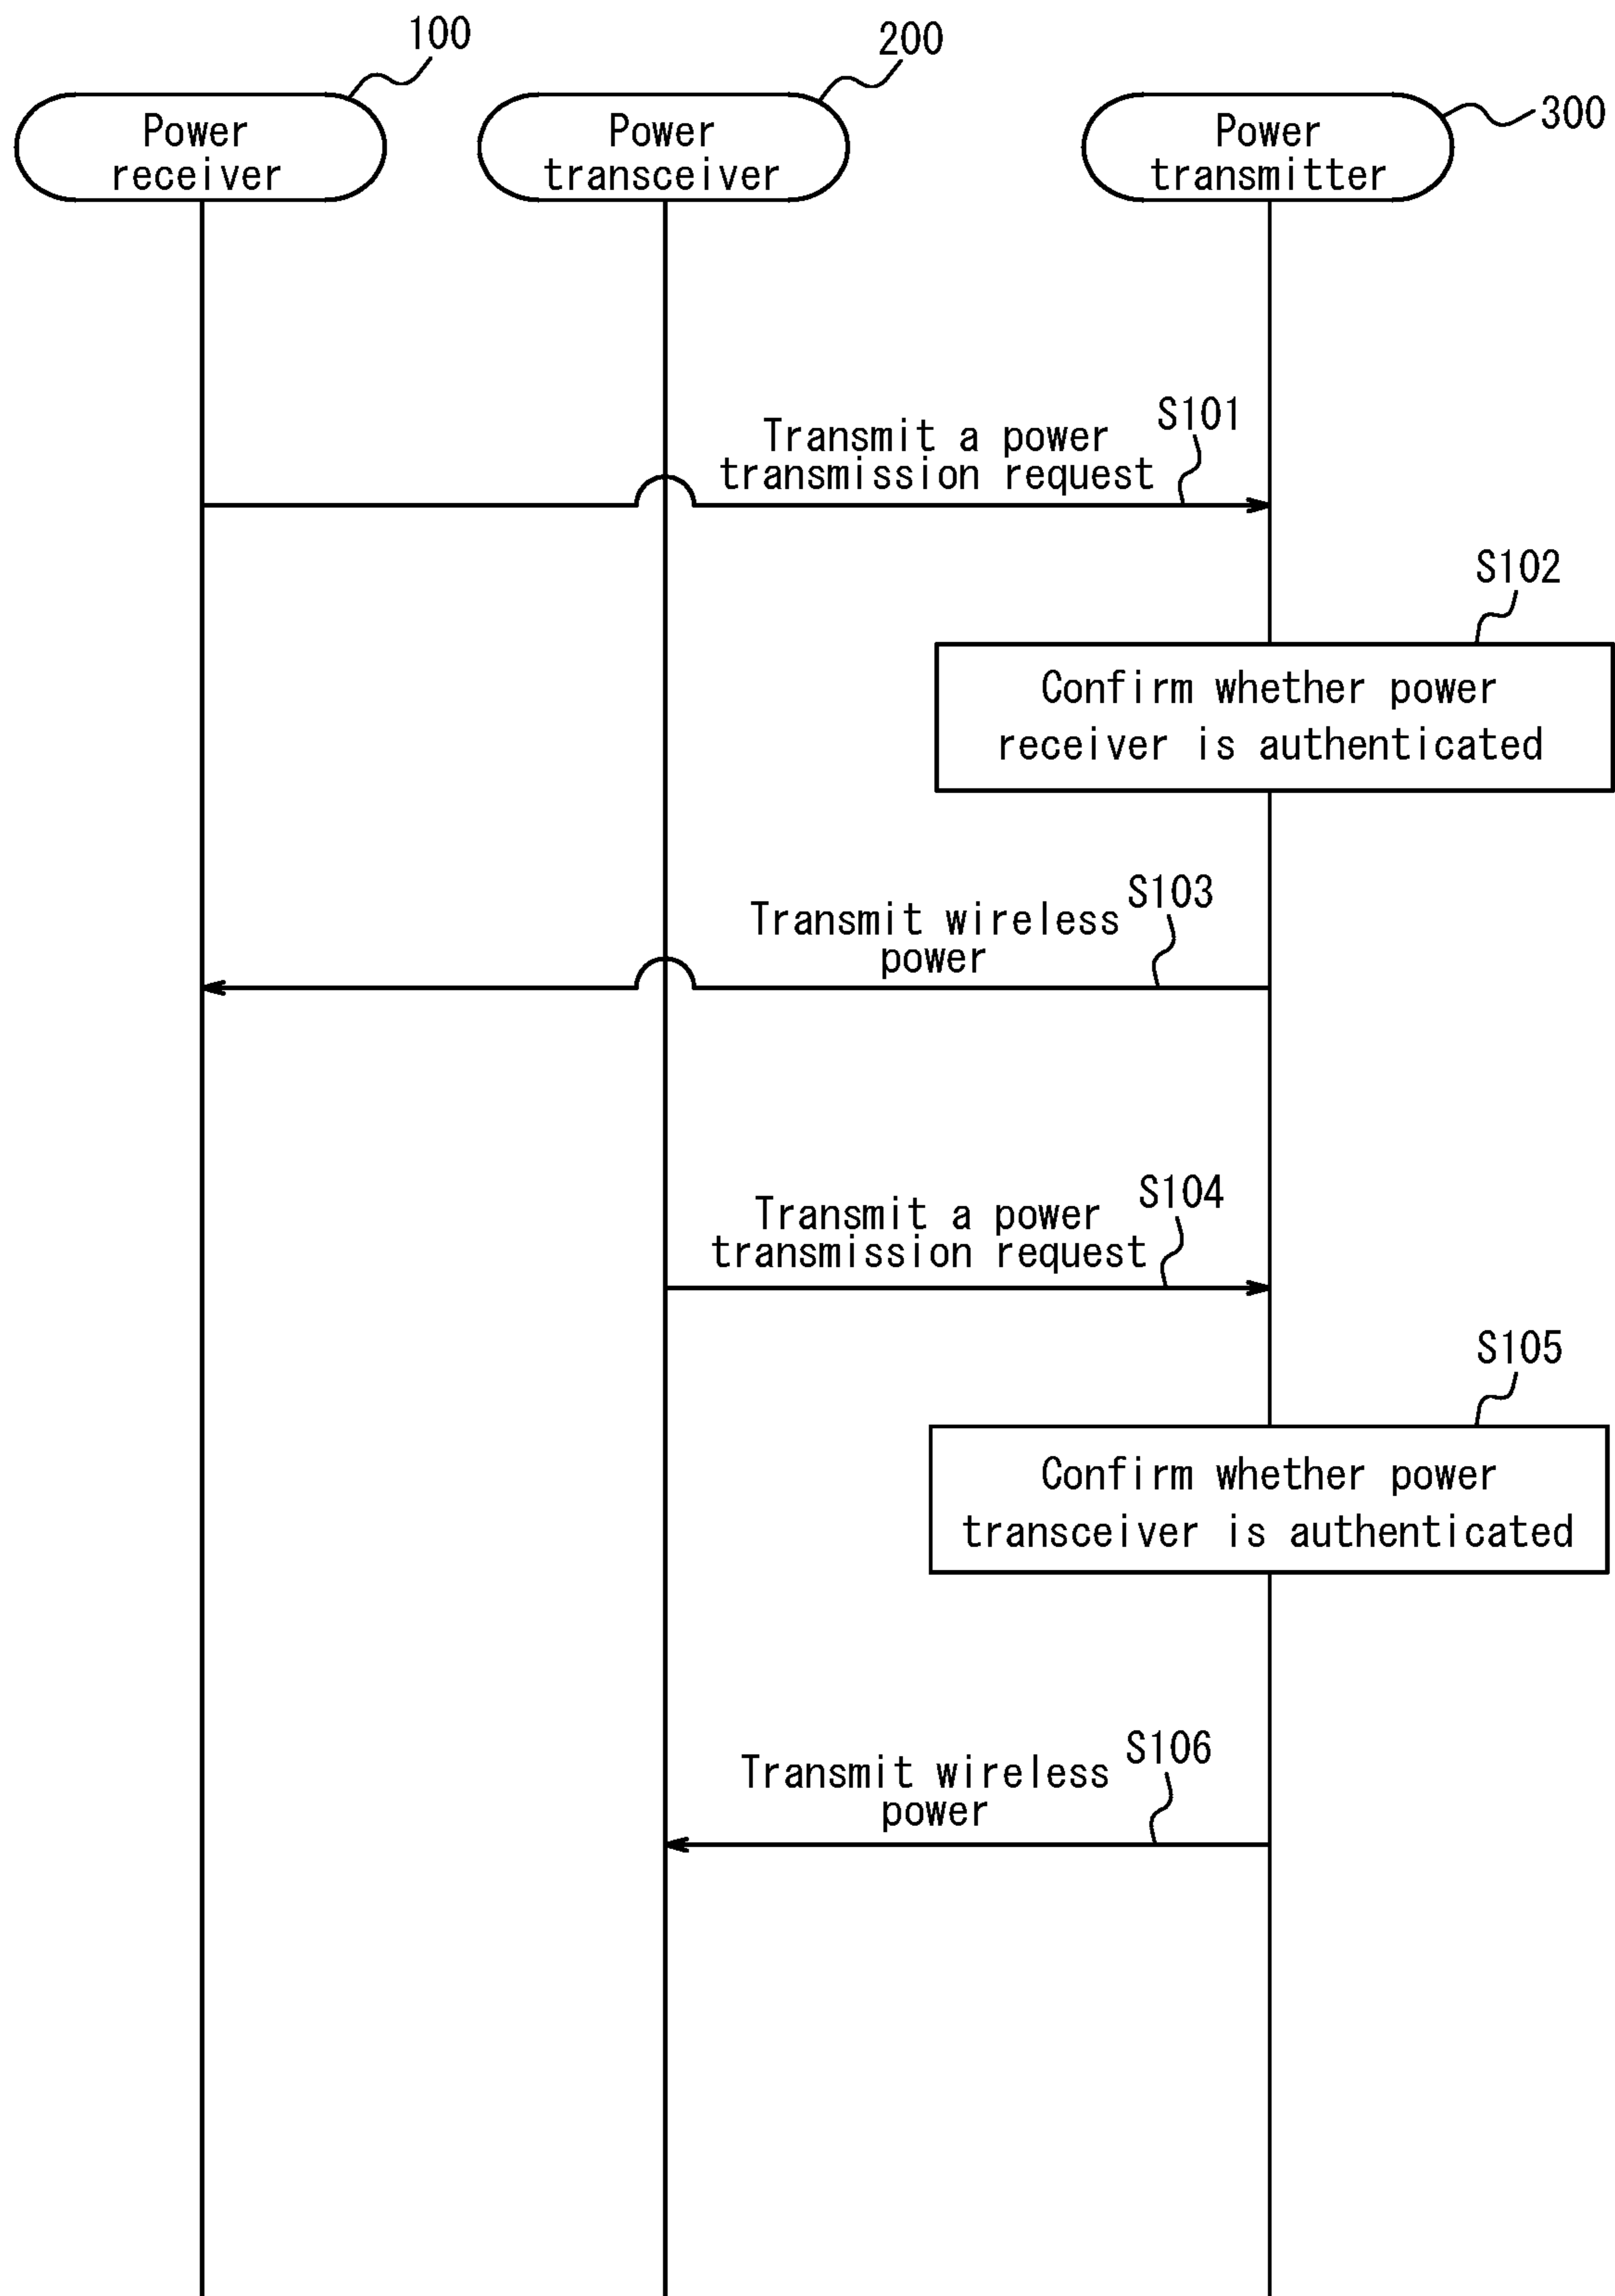 100
200
300
Power
receiver
Power
transceiver
Power
transmitter
S101
Transmit a power
transmission request
S102
Confirm whether power
receiver is authenticated
S103
Transmit wireless
power
S104
Transmit a power
transmission request
S105
Confirm whether power
transceiver is authenticated
S106
Transmit wireless
power